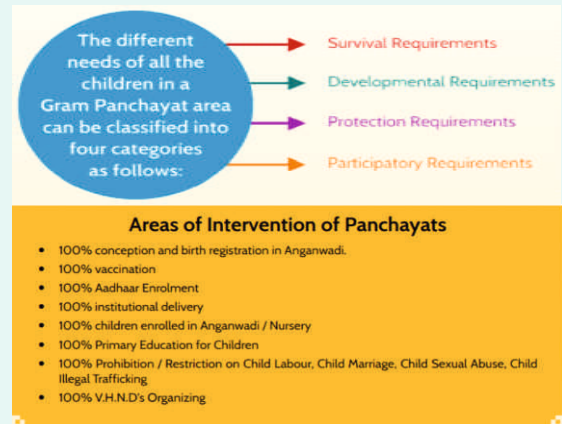 The different
needs of all the
children in a
Gram Panchayat area
can be classified into
four categories
as follows:
Survival Requirements
Developmental Requirements
Protection Requirements
Participatory Requirements
Areas of Intervention of Panchayats
• 100% conception and birth registration in Anganwadi.
• 100% vaccination
• 100% Aadhaar Enrolment
• 100% institutional delivery
• 100% children enrolled in Anganwadi / Nursery
• 100% Primary Education for Children
• 100% Prohibition / Restriction on Child Labour, Child Marriage, Child Sexual Abuse, Child
Illegal Trafficking
• 100% V.H.N.D's Organizing